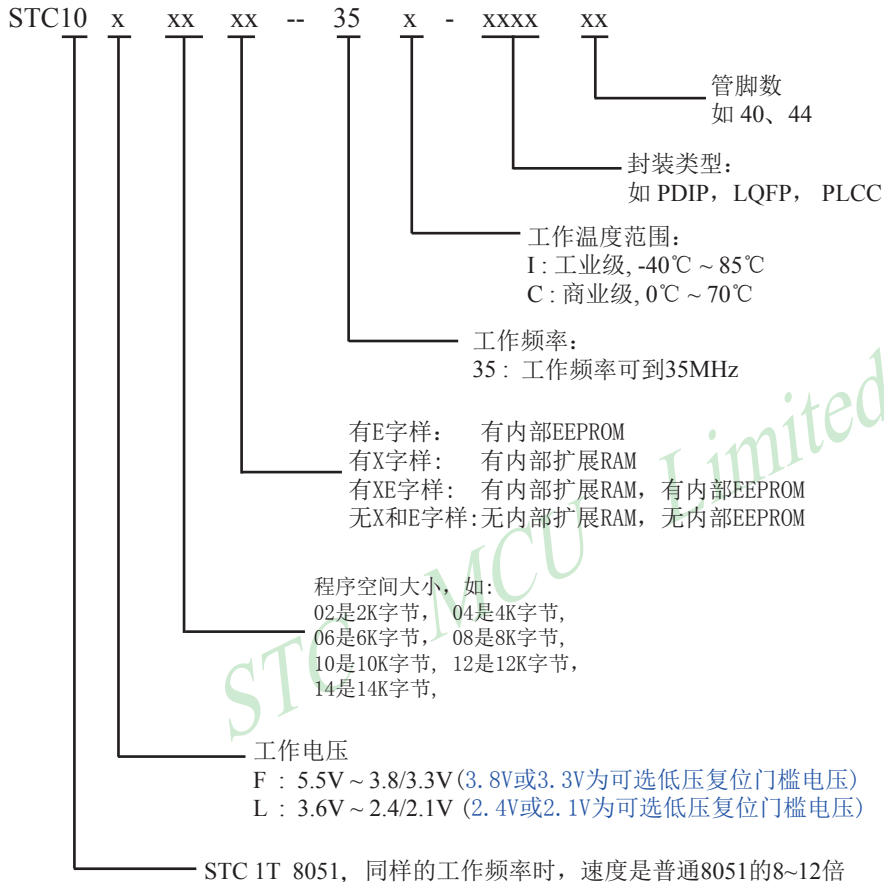 STC10 x xx xx -- 35 x - xxxx xx
管脚数
如 40、44
封装类型：
如 PDIP，LQFP， PLCC
工作温度范围：
I : 工业级, -40℃ ~ 85℃
C : 商业级, 0℃ ~ 70℃
工作频率：
35 : 工作频率可到35MHz
有E字样： 有内部EEPROM
有X字样： 有内部扩展RAM
有XE字样： 有内部扩展RAM，有内部EEPROM
无X和E字样:无内部扩展RAM，无内部EEPROM
程序空间大小，如:
02是2K字节， 04是4K字节,
06是6K字节， 08是8K字节,
10是10K字节, 12是12K字节，
14是14K字节,
工作电压
F : 5.5V ~ 3.8/3.3V(3.8V或3.3V为可选低压复位门槛电压)
L : 3.6V ~ 2.4/2.1V (2.4V或2.1V为可选低压复位门槛电压)
STC 1T 8051, 同样的工作频率时，速度是普通8051的8~12倍
STC MCU Limited